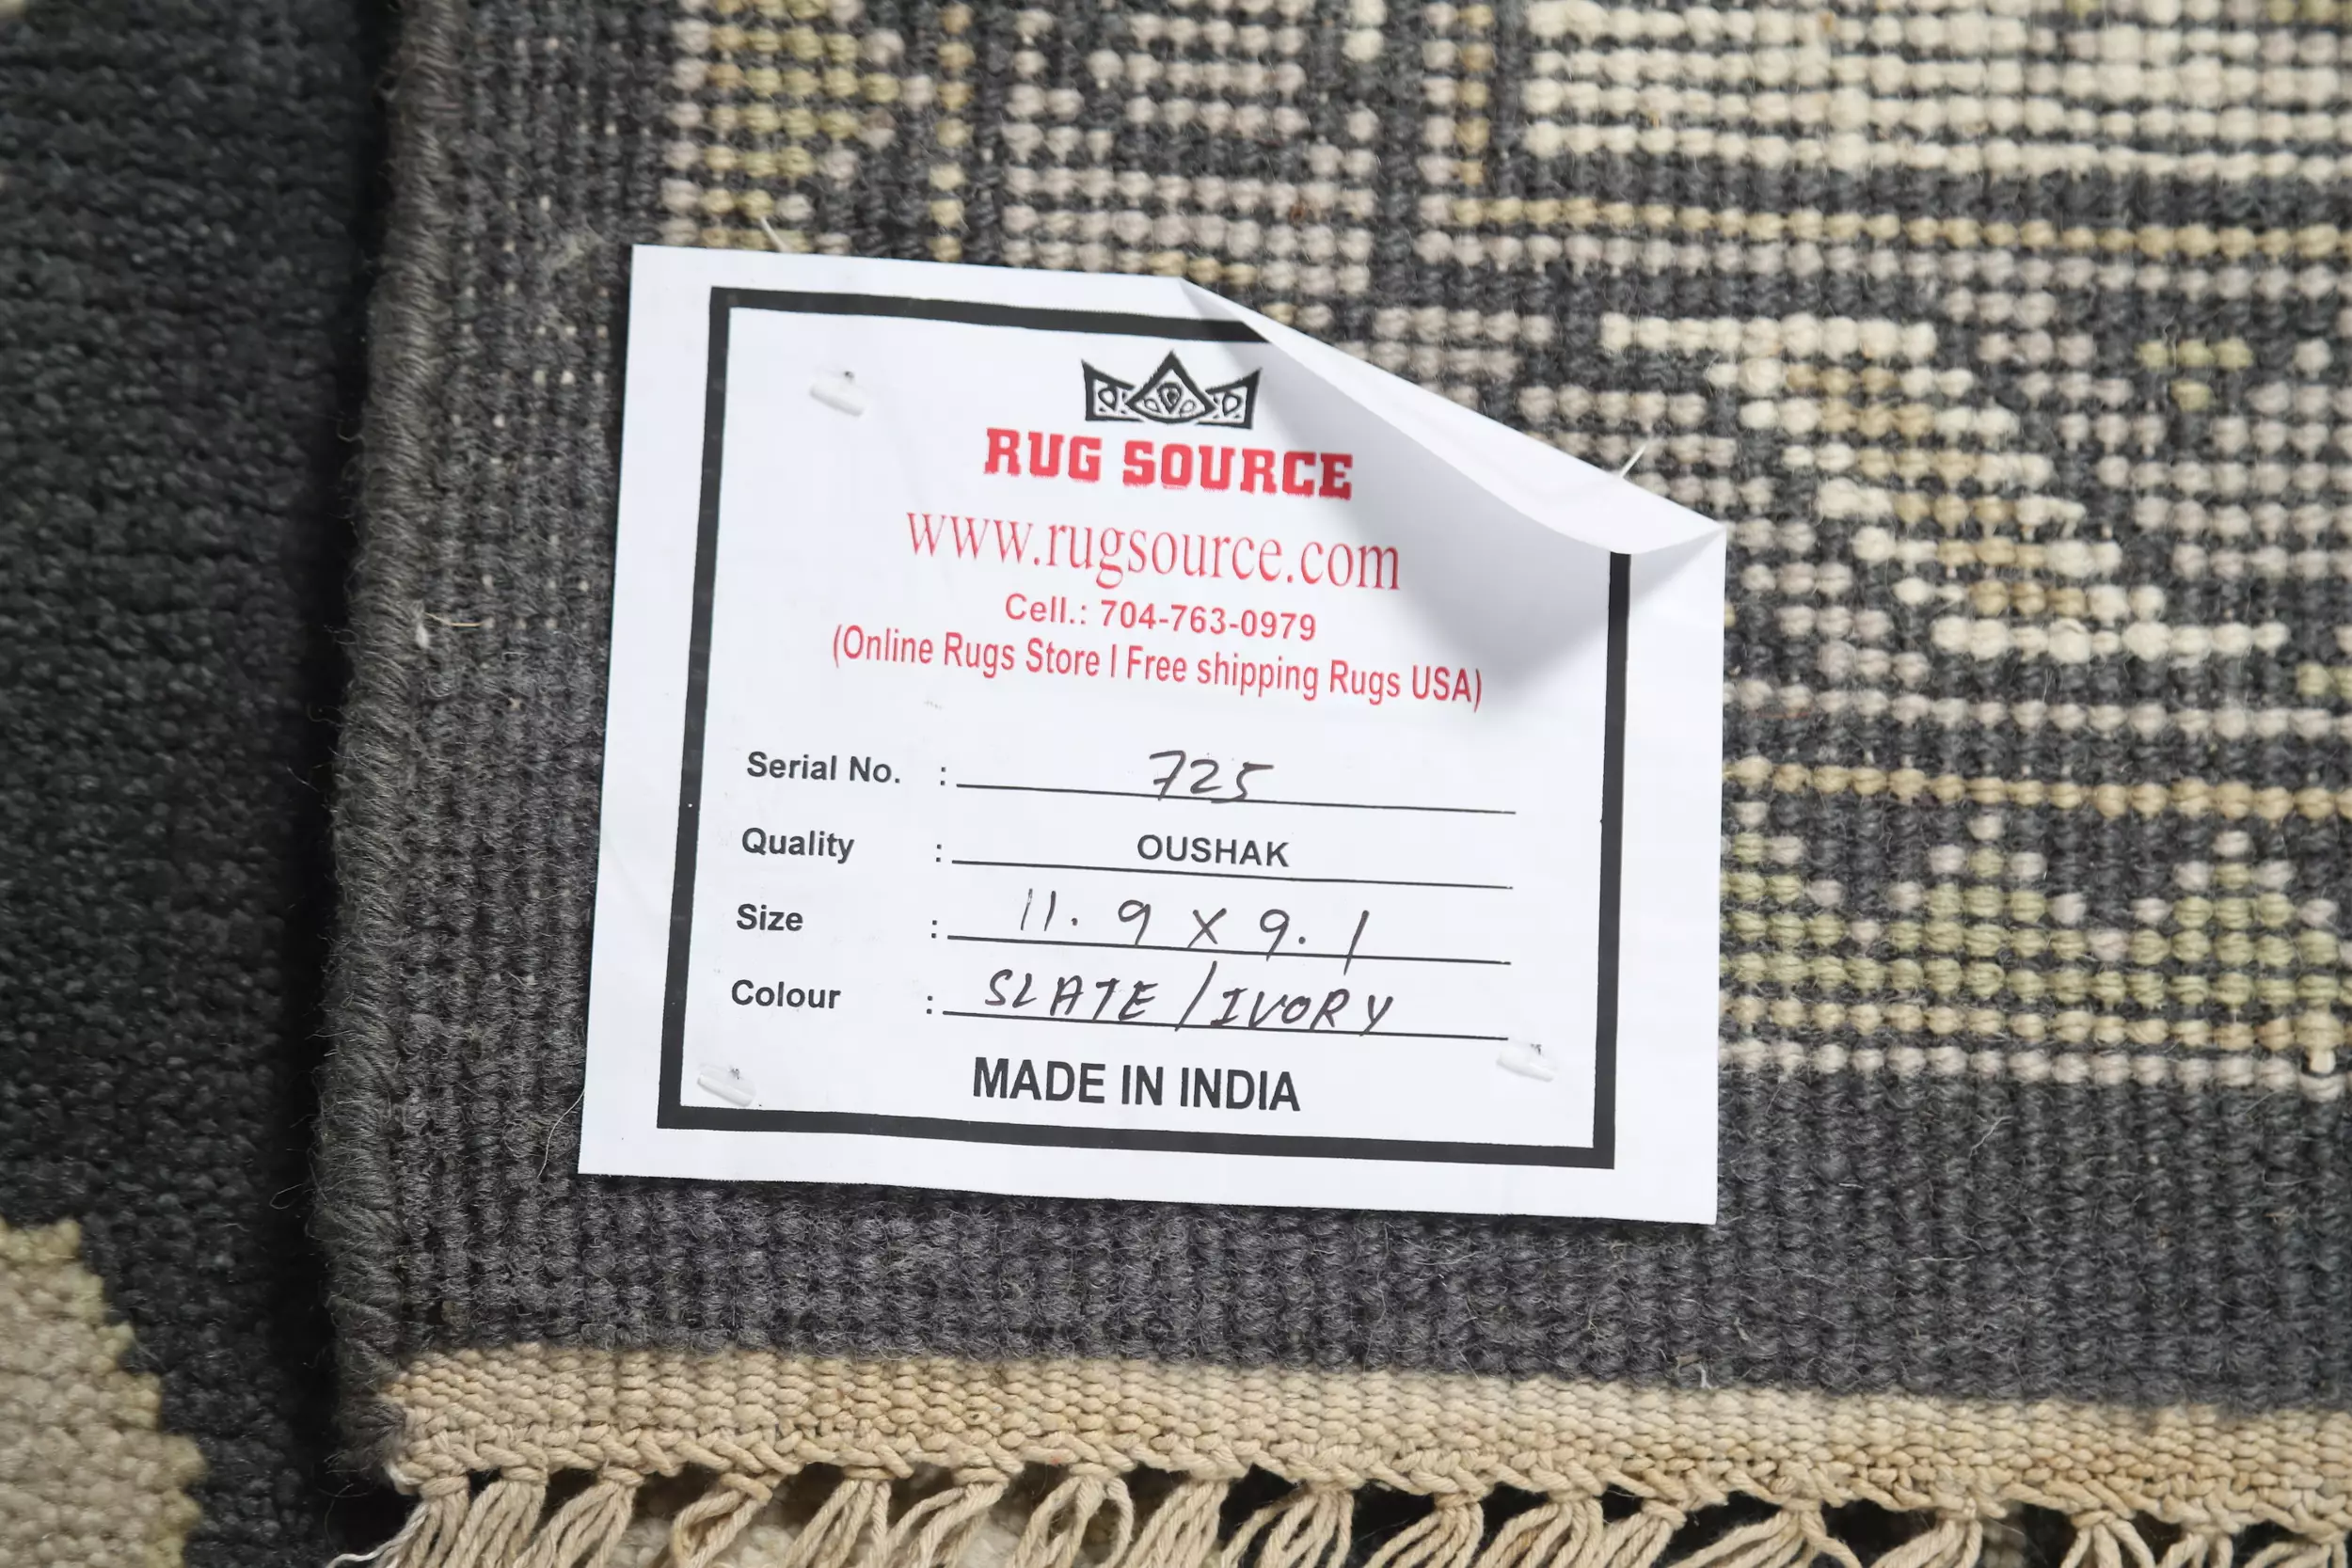 RUG SOURCE
www.rugsource.com
Cell.: 704-763-0979
(Online Rugs Store I Free shipping Rugs USA)
Serial No. : 725
Quality : OUSHAK
Size : 11.9 X 9.1
Colour : SLATE / IVORY
MADE IN INDIA